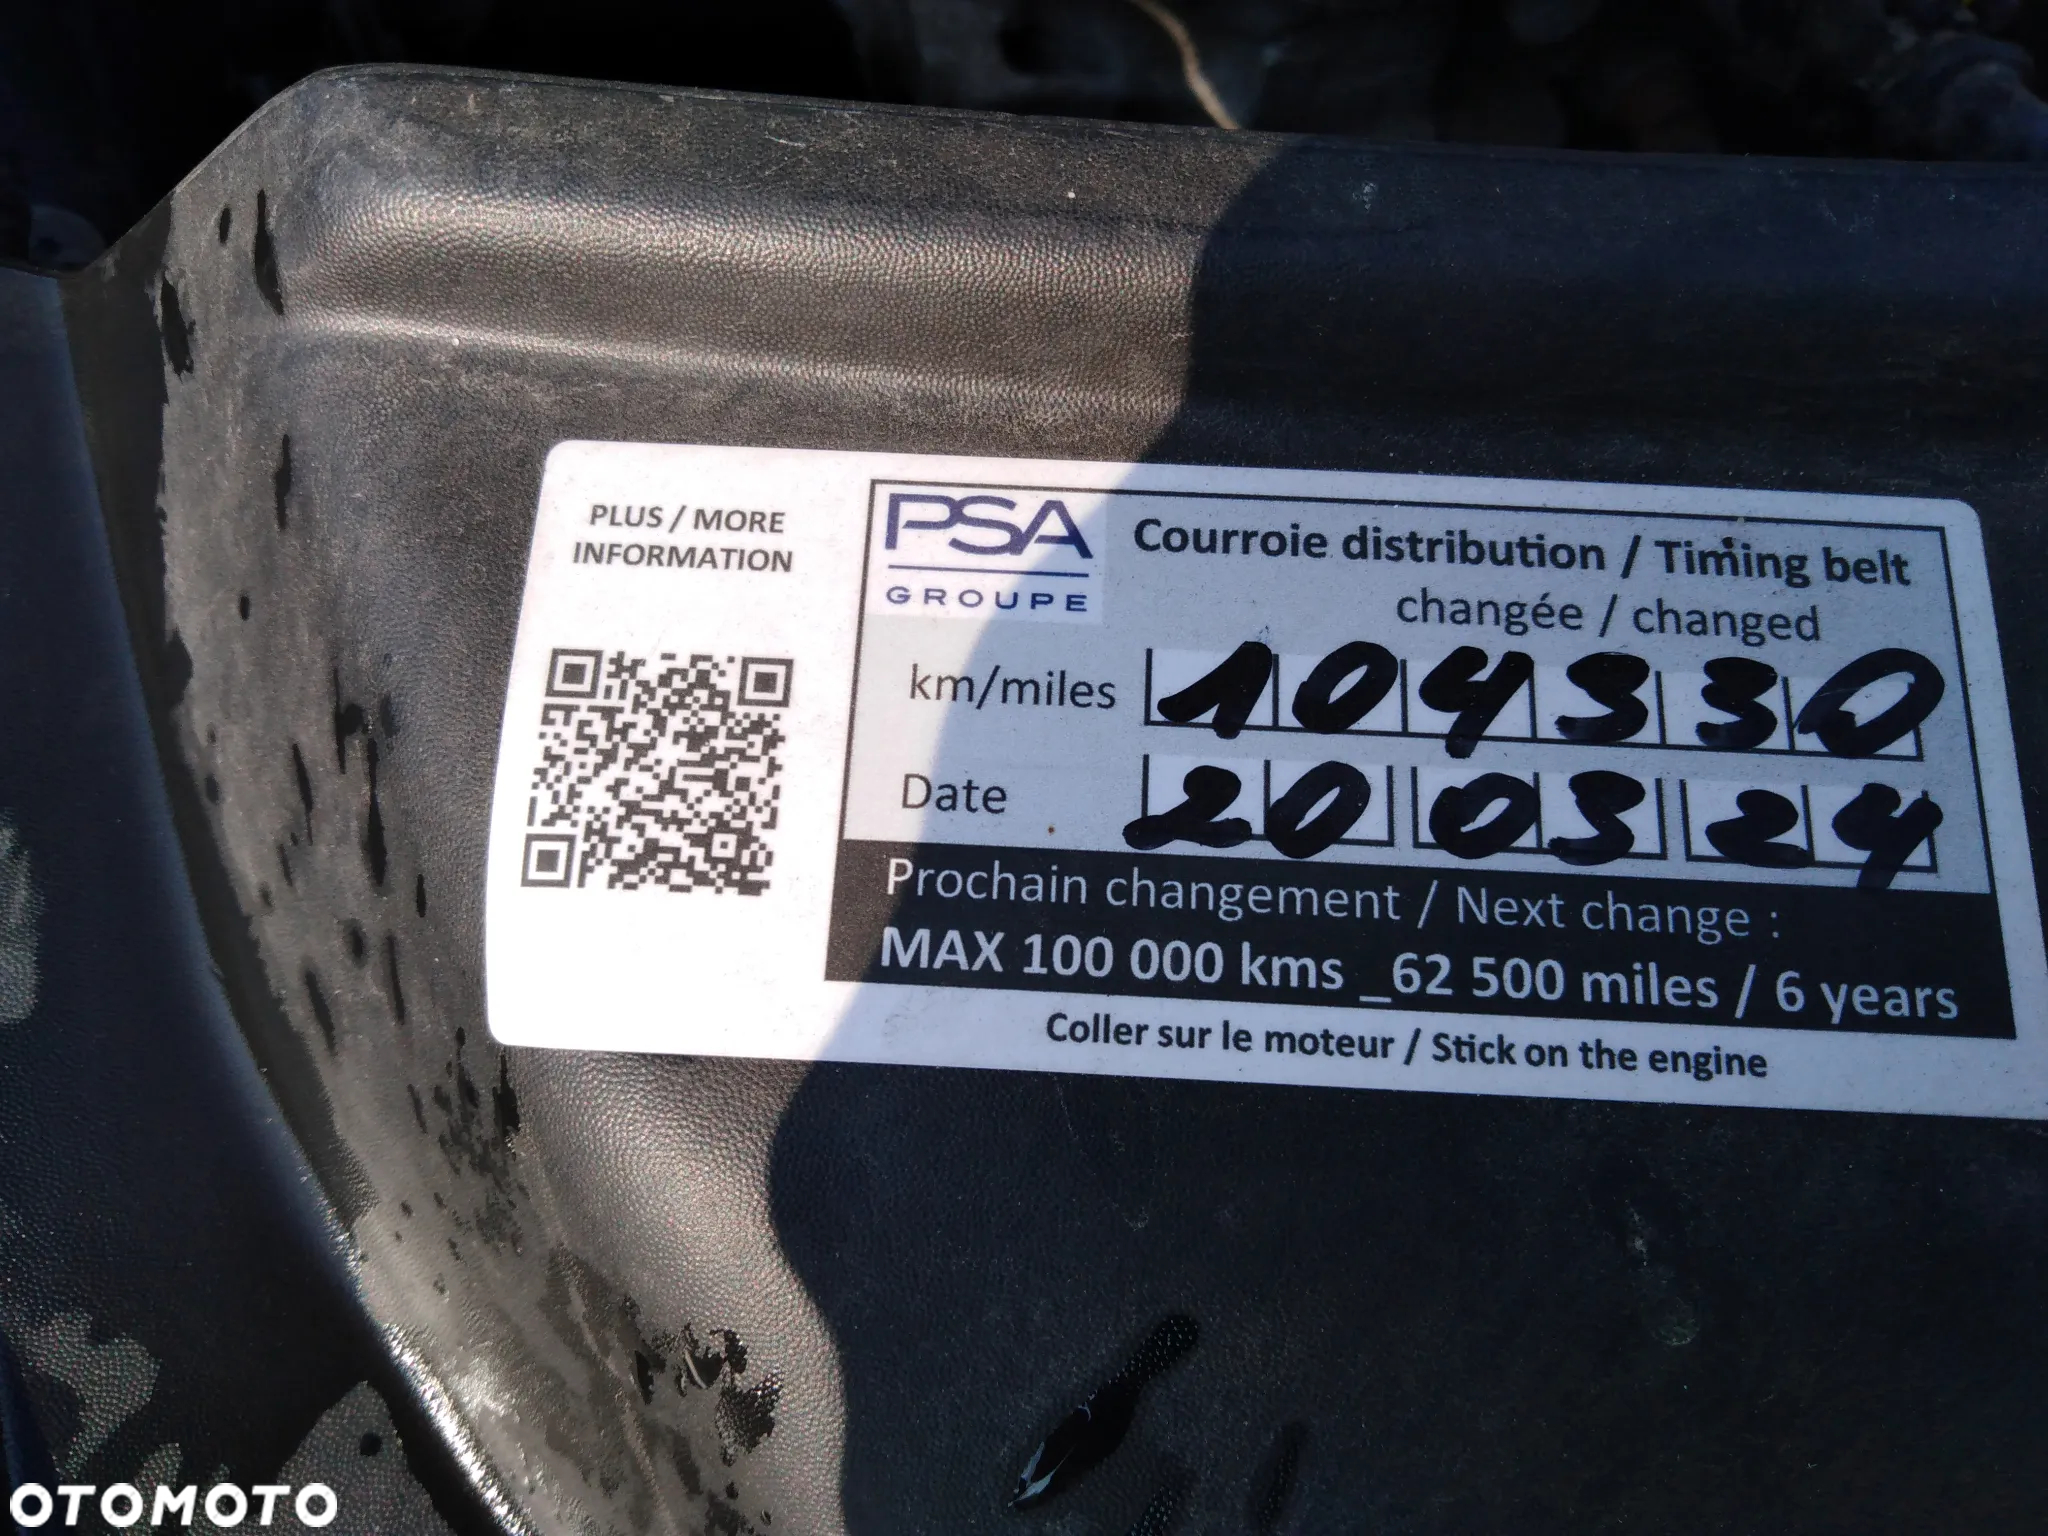 PLUS / MORE
INFORMATION
PSA
GROUPE
Courroie distribution / Timing belt
changée / changed
km/miles 104330
Date 20 03 24
Prochain changement / Next change :
MAX 100 000 kms _62 500 miles / 6 years
Coller sur le moteur / Stick on the engine
OTOMOTO